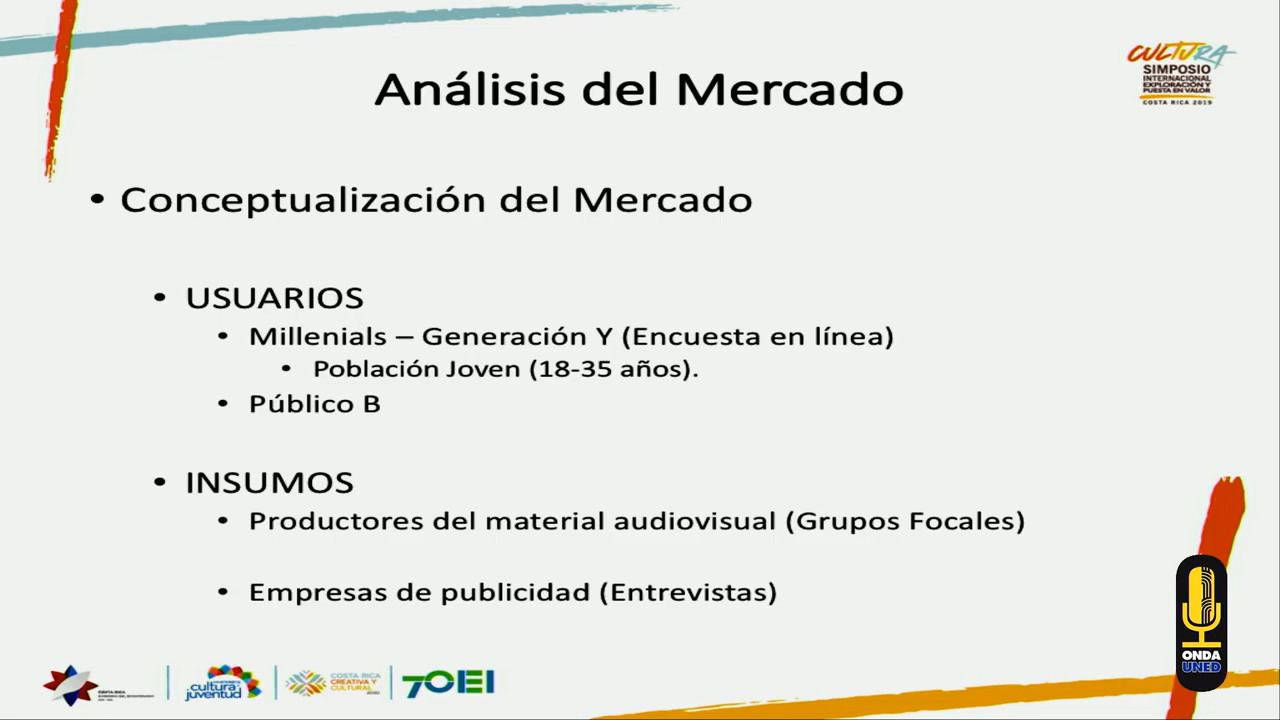 Análisis del Mercado
CULTURA
SIMPOSIO
INTERNACIONAL
EXPLORACIÓN Y
PUESTA EN VALOR
COSTA RICA 2019
• Conceptualización del Mercado
• USUARIOS
• Millenials – Generación Y (Encuesta en línea)
• Población Joven (18-35 años).
• Público B
• INSUMOS
• Productores del material audiovisual (Grupos Focales)
• Empresas de publicidad (Entrevistas)
ONDA
UNED
COSTA RICA
cultura
juventud
COSTA RICA
CREATIVA Y
CULTURAL
70EI